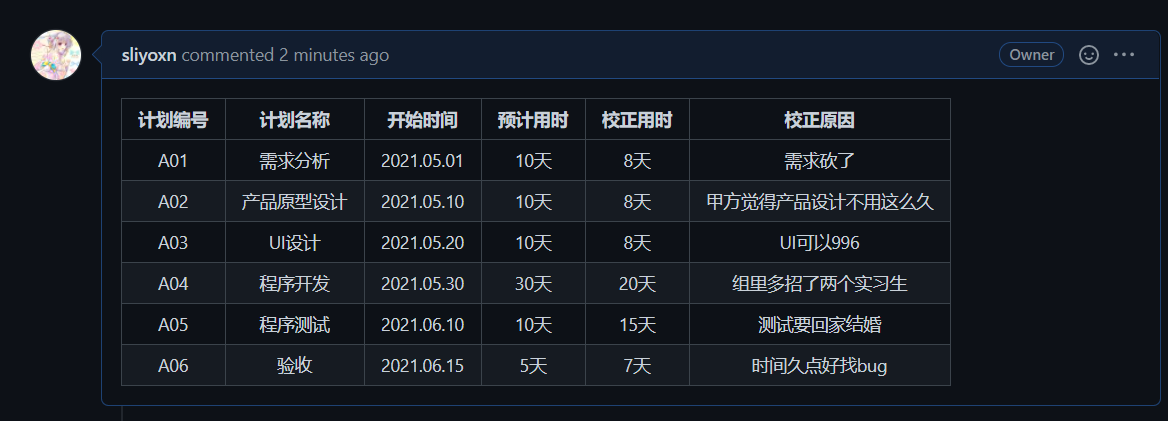 sliyoxn commented 2 minutes ago Owner
计划编号 计划名称 开始时间 预计用时 校正用时 校正原因
A01 需求分析 2021.05.01 10天 8天 需求砍了
A02 产品原型设计 2021.05.10 10天 8天 甲方觉得产品设计不用这么久
A03 UI设计 2021.05.20 10天 8天 UI可以996
A04 程序开发 2021.05.30 30天 20天 组里多招了两个实习生
A05 程序测试 2021.06.10 10天 15天 测试要回家结婚
A06 验收 2021.06.15 5天 7天 时间久点好找bug